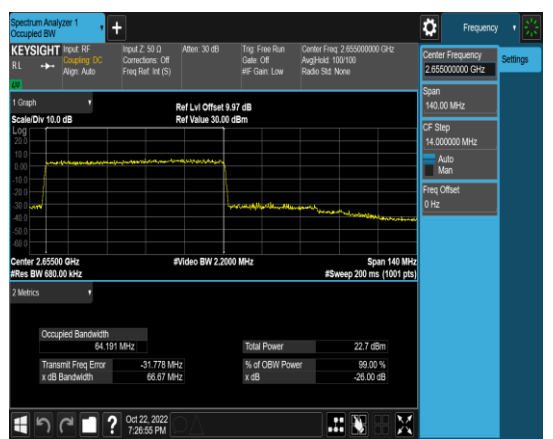 Spectrum Analyzer 1
Occupied BW
+
Frequency
KEYSIGHT
RL
Input: RF
Coupling: DC
Align: Auto
Input Z: 50 Ω
Corrections: Off
Freq Ref: Int (S)
Atten: 30 dB
Trig: Free Run
Gate: Off
#IF Gain: Low
Center Freq: 2.655000000 GHz
Avg|Hold: 100/100
Radio Std: None
Center Frequency
2.655000000 GHz
Settings
Span
140.00 MHz
CF Step
14.000000 MHz
Auto
Man
Freq Offset
0 Hz
1 Graph
Scale/Div 10.0 dB
Ref Lvl Offset 9.97 dB
Ref Value 30.00 dBm
Log
20.0
10.0
0.00
-10.0
-20.0
-30.0
-40.0
-50.0
-60.0
Center 2.65500 GHz
#Res BW 680.00 kHz
#Video BW 2.2000 MHz
Span 140 MHz
#Sweep 200 ms (1001 pts)
2 Metrics
Occupied Bandwidth
64.191 MHz
Total Power 22.7 dBm
Transmit Freq Error -31.778 MHz
% of OBW Power 99.00 %
x dB Bandwidth 66.67 MHz
x dB -26.00 dB
?
Oct 22, 2022
7:26:55 PM